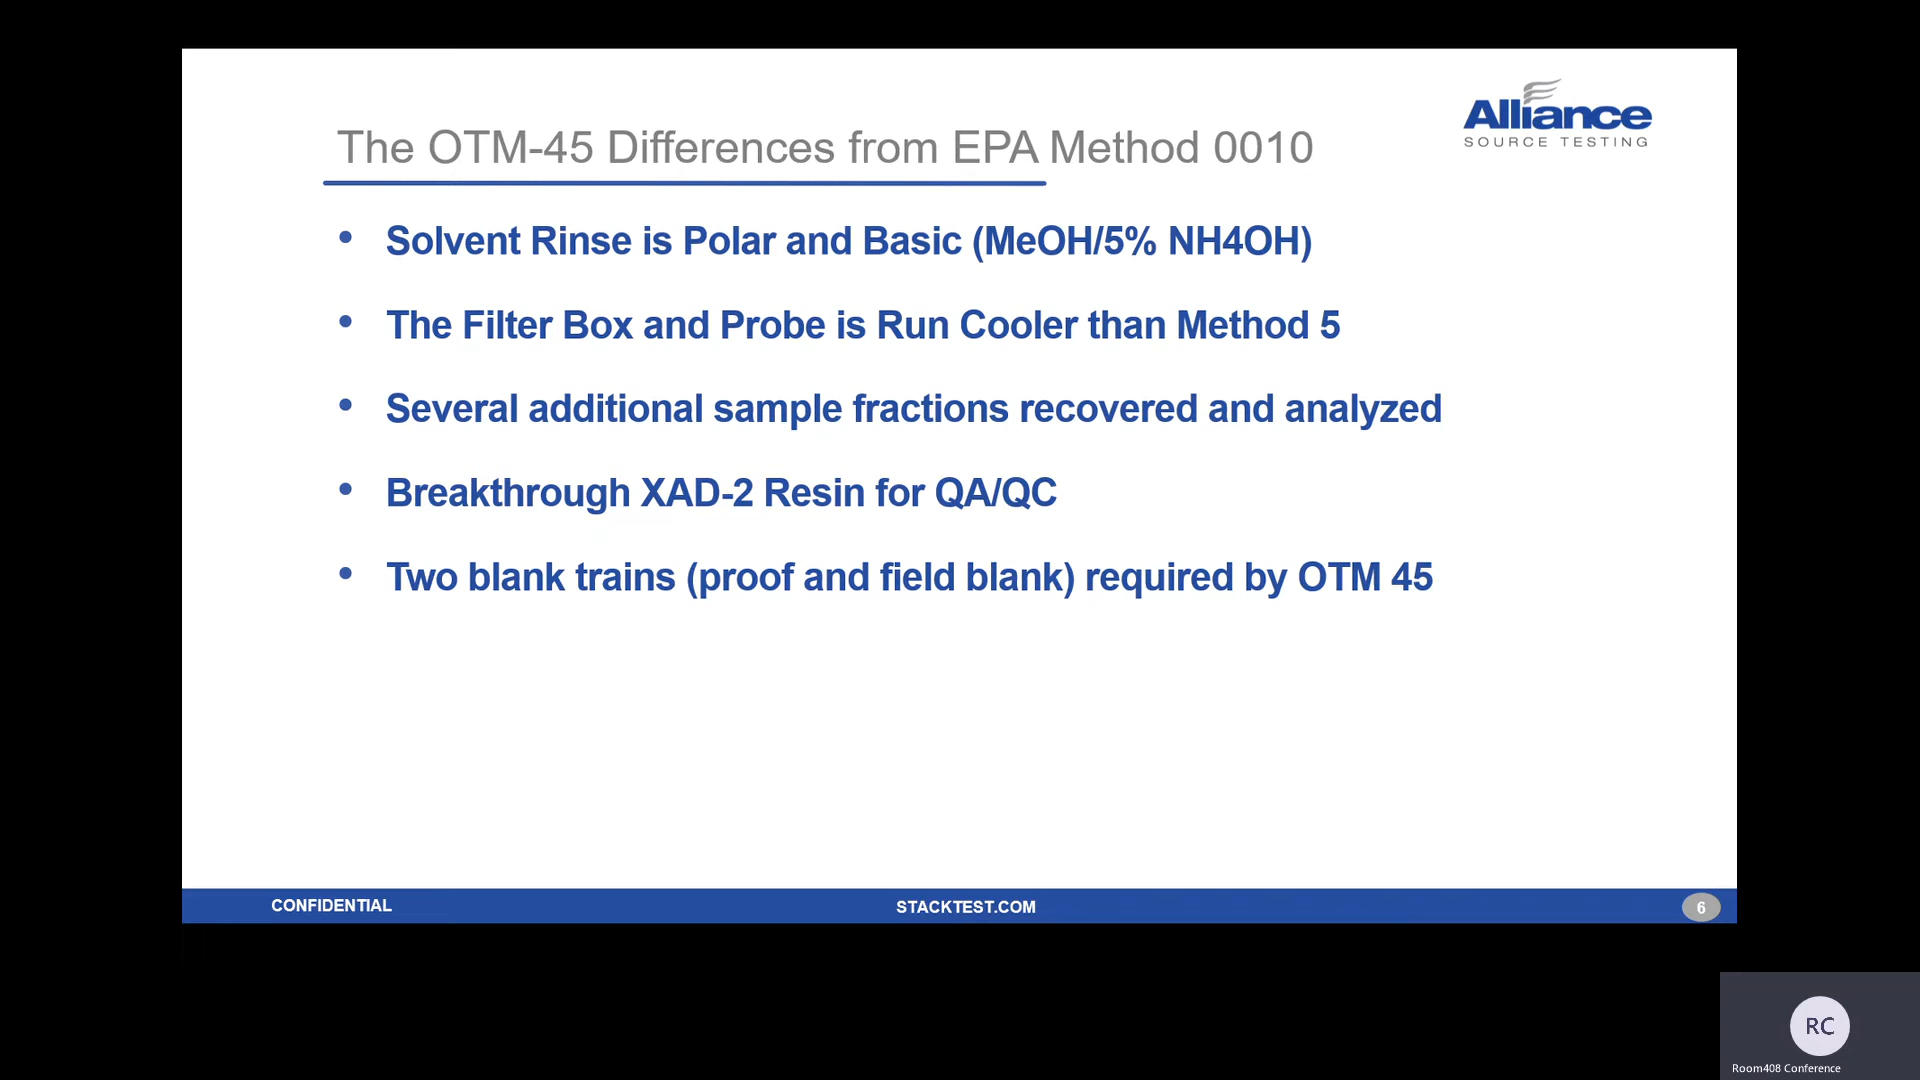 Alliance
SOURCE TESTING
The OTM-45 Differences from EPA Method 0010
• Solvent Rinse is Polar and Basic (MeOH/5% NH4OH)
• The Filter Box and Probe is Run Cooler than Method 5
• Several additional sample fractions recovered and analyzed
• Breakthrough XAD-2 Resin for QA/QC
• Two blank trains (proof and field blank) required by OTM 45
CONFIDENTIAL
STACKTEST.COM
6
RC
Room408 Conference